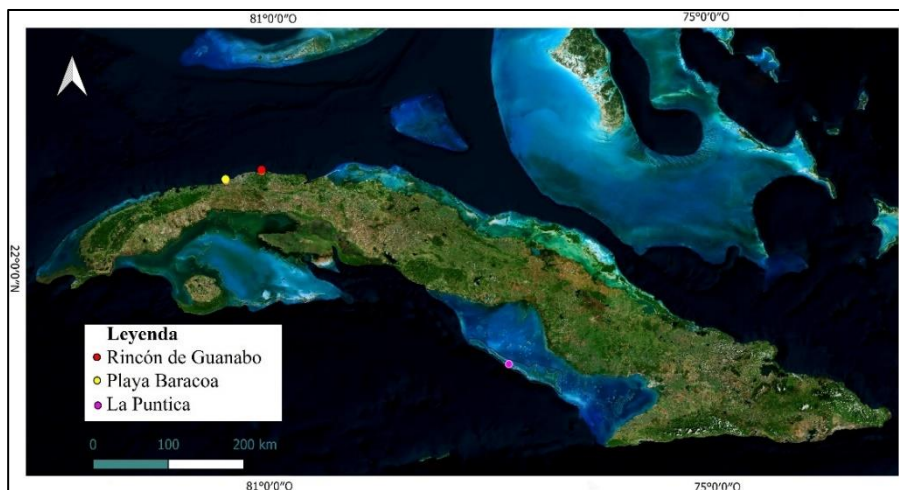 81°0'0"O
75°0'0"O
22°0'0"N
Leyenda
Rincón de Guanabo
Playa Baracoa
La Puntica
0 100 200 km
81°0'0"O
75°0'0"O